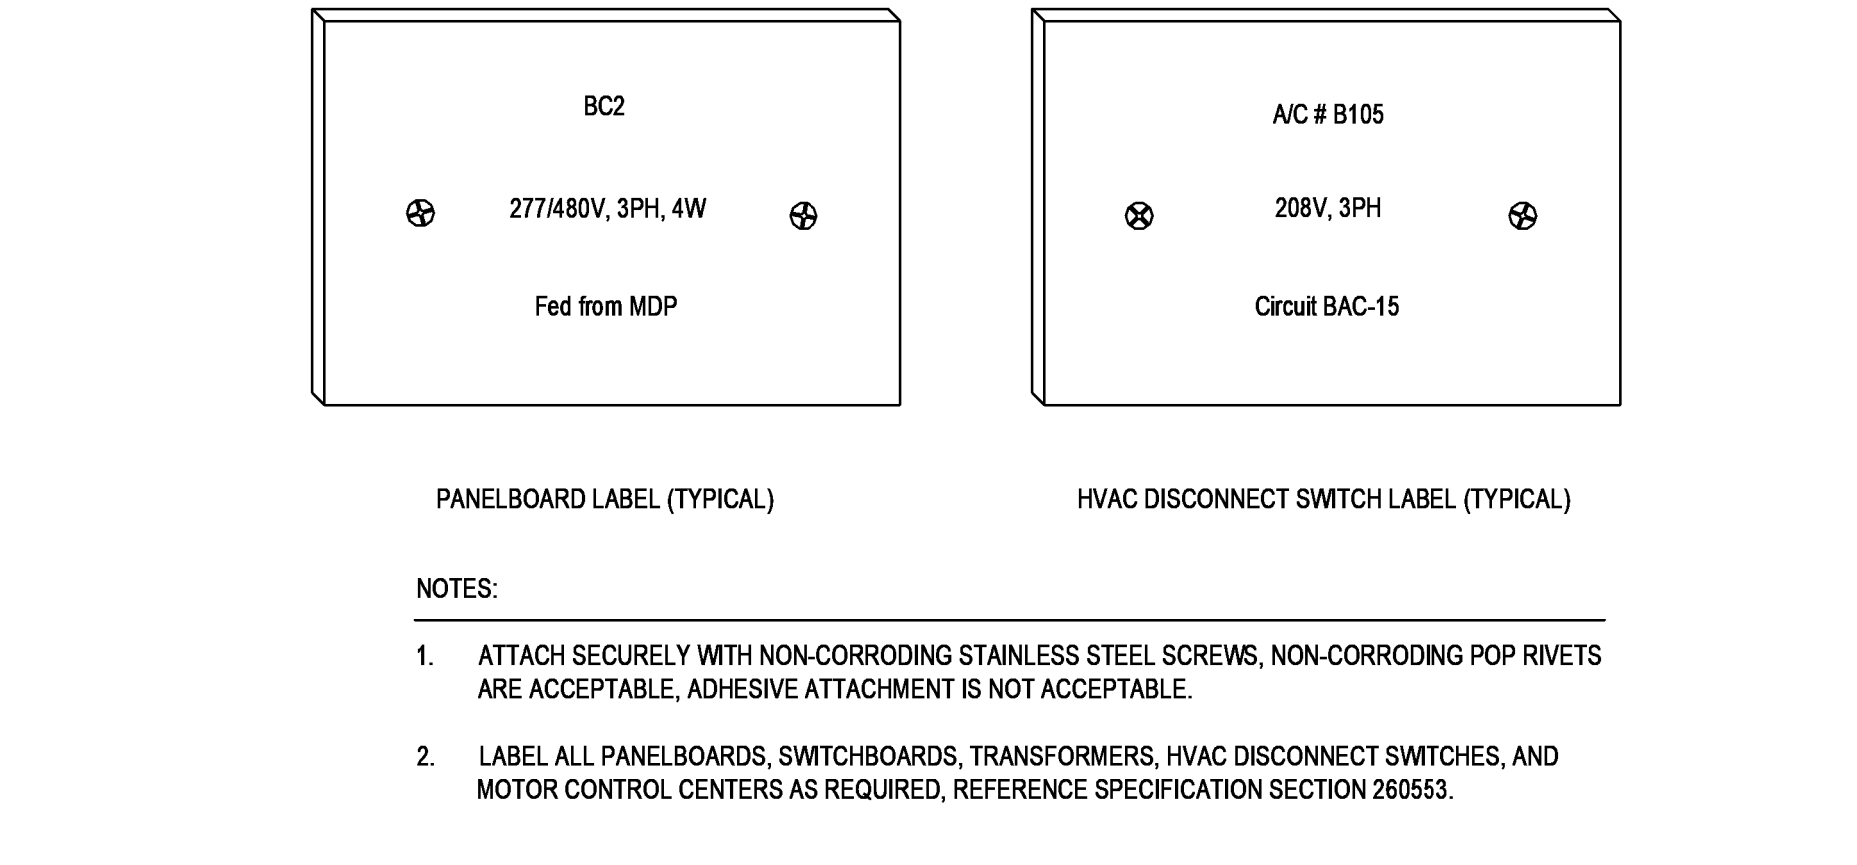 BC2
277/480V, 3PH, 4W
Fed from MDP
PANELBOARD LABEL (TYPICAL)
A/C # B105
208V, 3PH
Circuit BAC-15
HVAC DISCONNECT SWITCH LABEL (TYPICAL)
NOTES:
1. ATTACH SECURELY WITH NON-CORRODING STAINLESS STEEL SCREWS, NON-CORRODING POP RIVETS
ARE ACCEPTABLE, ADHESIVE ATTACHMENT IS NOT ACCEPTABLE.
2. LABEL ALL PANELBOARDS, SWITCHBOARDS, TRANSFORMERS, HVAC DISCONNECT SWITCHES, AND
MOTOR CONTROL CENTERS AS REQUIRED, REFERENCE SPECIFICATION SECTION 260553.